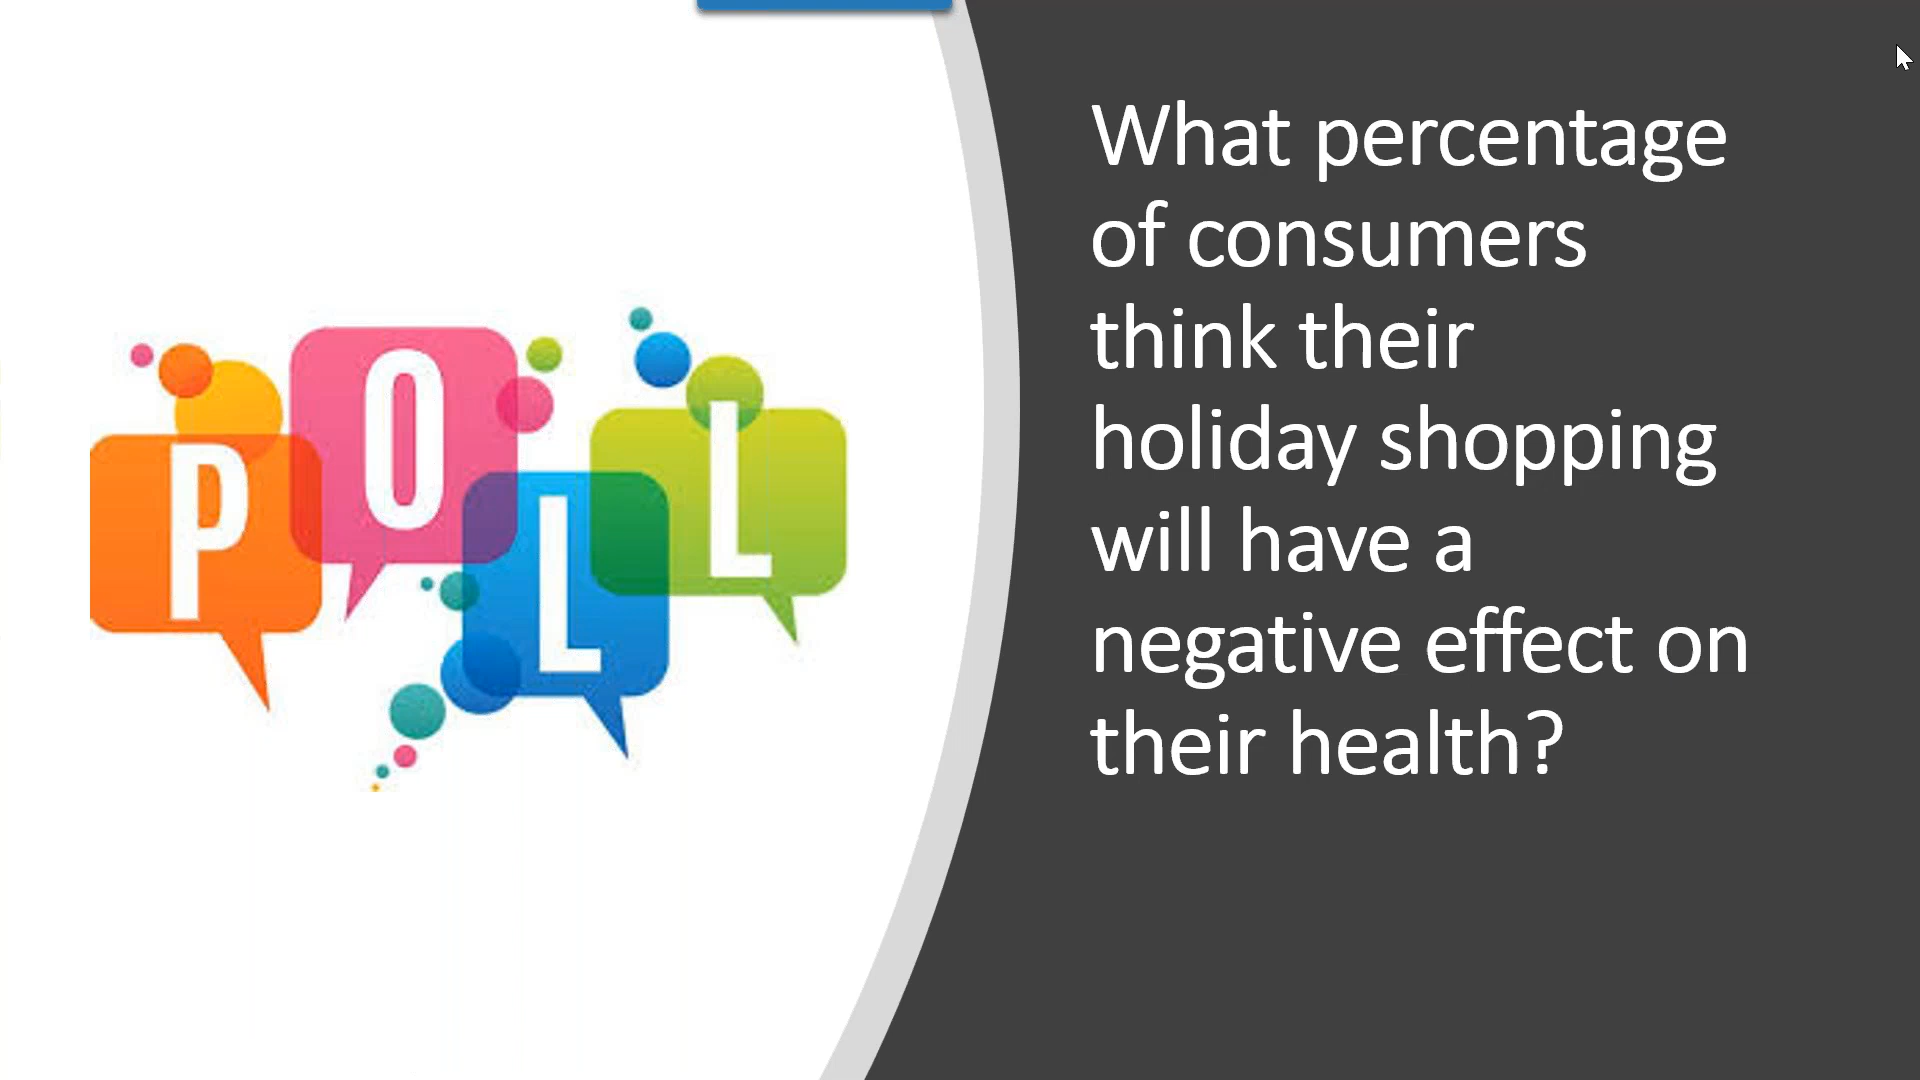 POLL
What percentage
of consumers
think their
holiday shopping
will have a
negative effect on
their health?